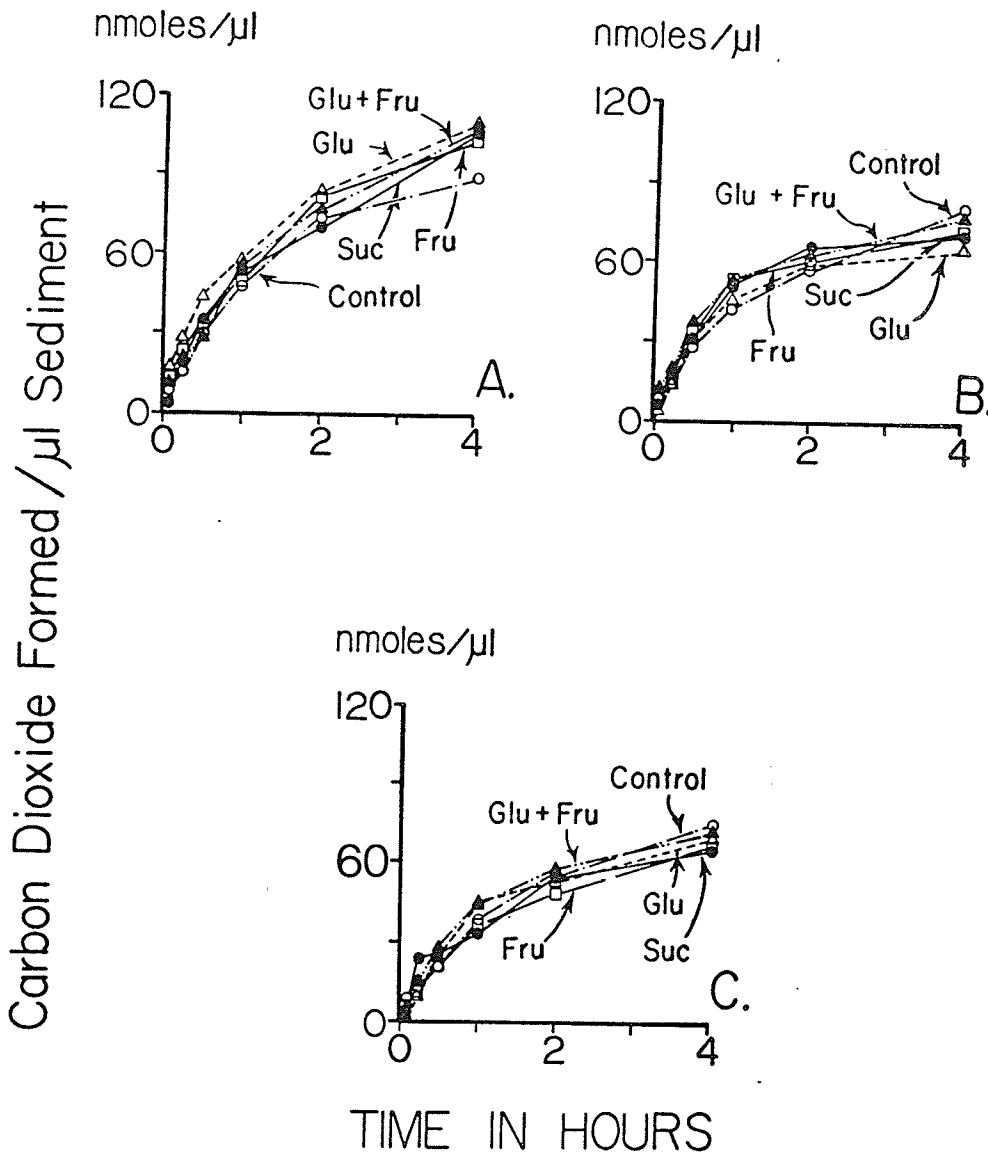 Carbon Dioxide Formed/µl Sediment
nmoles/µl
120
60
0
0
2
4
Glu+Fru
Glu
Suc
Fru
Control
A.
nmoles/µl
120
60
0
0
2
4
Control
Glu + Fru
Suc
Glu
Fru
B.
nmoles/µl
120
60
0
0
2
4
Control
Glu+Fru
Glu
Fru
Suc
C.
TIME IN HOURS